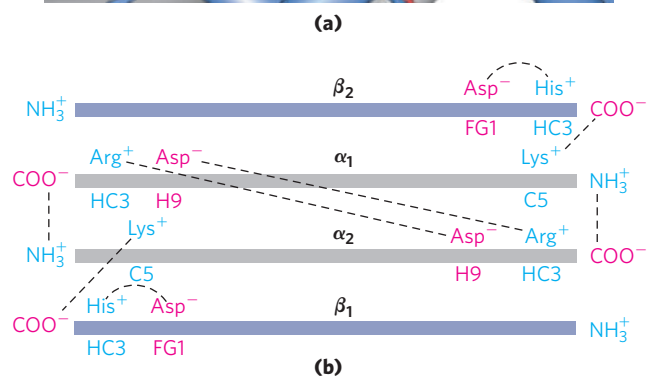 (a)
β₂
Asp⁻ His⁺
NH₃⁺ COO⁻
FG1 HC3
Arg⁺ Asp⁻ α₁ Lys⁺
COO⁻ NH₃⁺
HC3 H9 C5
Lys⁺ α₂ Asp⁻ Arg⁺
NH₃⁺ COO⁻
C5 H9 HC3
His⁺ Asp⁻ β₁
COO⁻ NH₃⁺
HC3 FG1
(b)